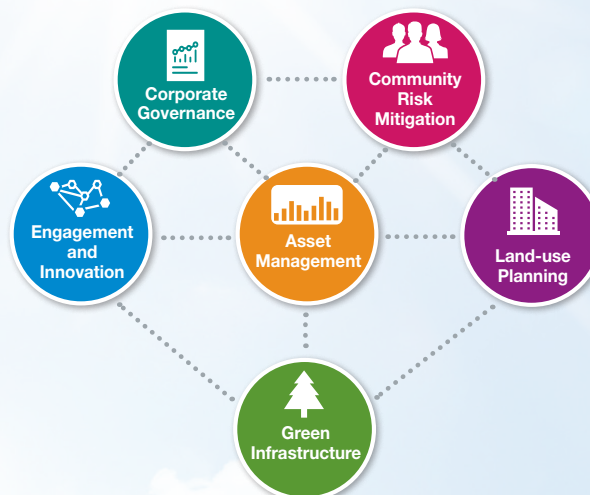 Corporate
Governance
Community
Risk
Mitigation
Engagement
and
Innovation
Asset
Management
Land-use
Planning
Green
Infrastructure